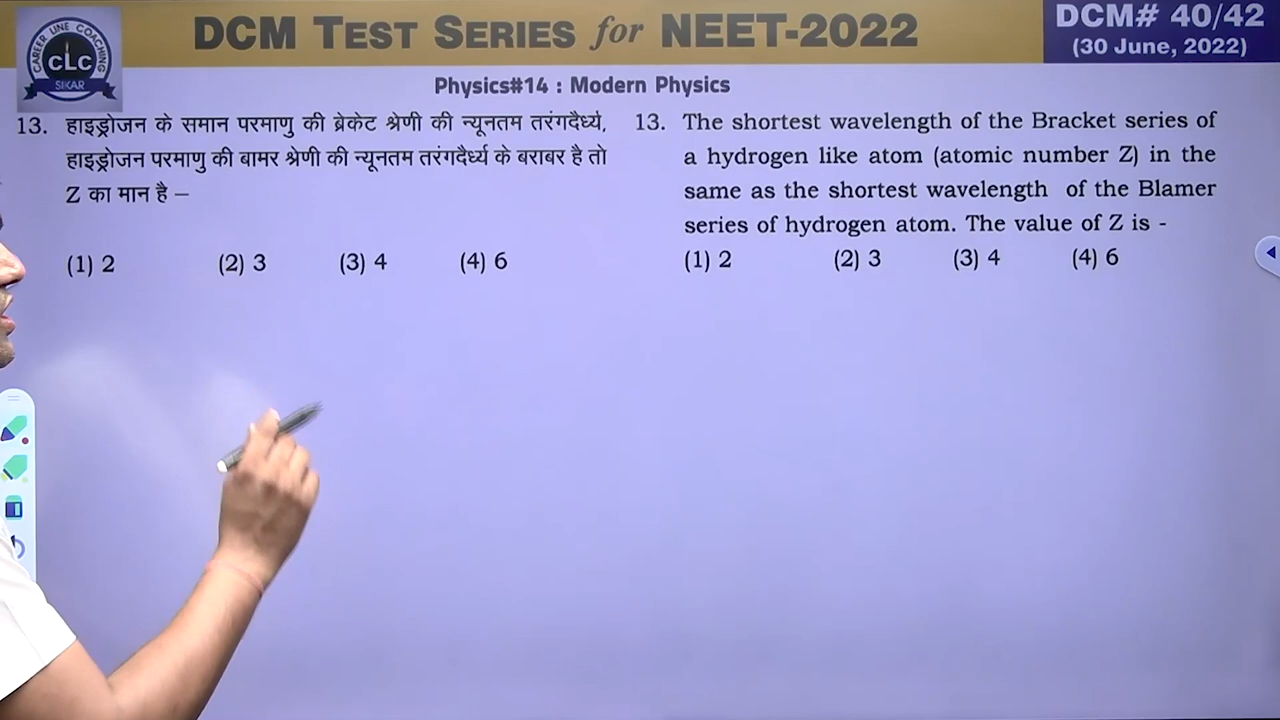 CAREER LINE COACHING
CLC
SIKAR
DCM TEST SERIES for NEET-2022
DCM# 40/42
(30 June, 2022)
Physics#14 : Modern Physics
13. हाइड्रोजन के समान परमाणु की ब्रेकेट श्रेणी की न्यूनतम तरंगदैर्ध्य,
हाइड्रोजन परमाणु की बामर श्रेणी की न्यूनतम तरंगदैर्ध्य के बराबर है तो
Z का मान है –
(1) 2 (2) 3 (3) 4 (4) 6
13. The shortest wavelength of the Bracket series of
a hydrogen like atom (atomic number Z) in the
same as the shortest wavelength of the Blamer
series of hydrogen atom. The value of Z is -
(1) 2 (2) 3 (3) 4 (4) 6